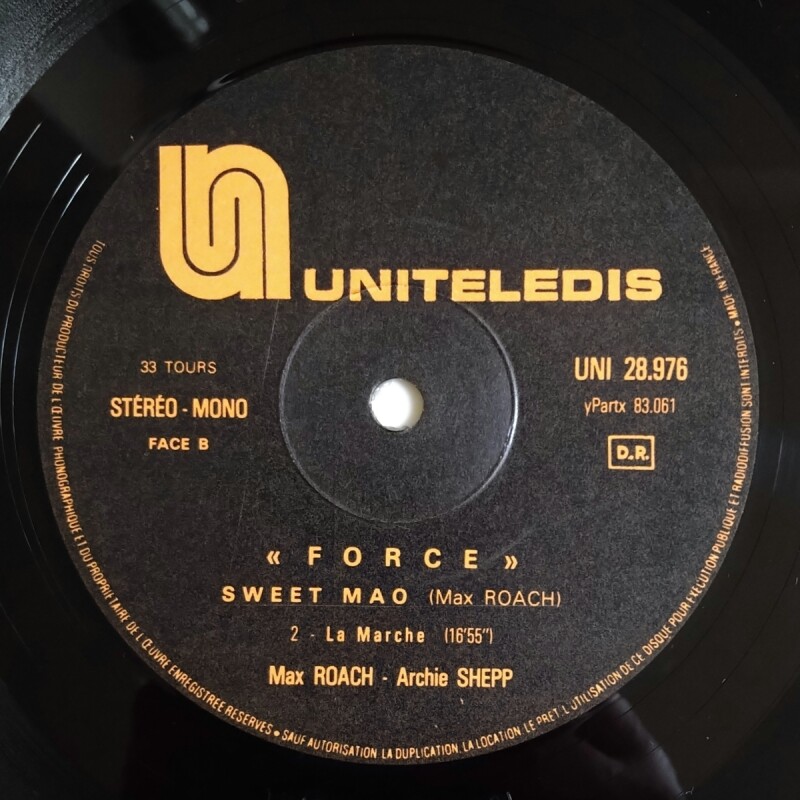 UNITELEDIS
33 TOURS
STÉRÉO - MONO
FACE B
UNI 28.976
yPartx 83.061
D.R.
« FORCE »
SWEET MAO (Max ROACH)
2 - La Marche (16'55")
Max ROACH - Archie SHEPP
TOUS DROITS DU PRODUCTEUR DE L'ŒUVRE PHONOGRAPHIQUE ET DU PROPRIETAIRE DE L'ŒUVRE ENREGISTREE RESERVES • SAUF AUTORISATION LA DUPLICATION, LA LOCATION, LE PRET, L'UTILISATION DE CE DISQUE POUR EXECUTION PUBLIQUE ET RADIODIFFUSION SONT INTERDITS • MADE IN FRANCE